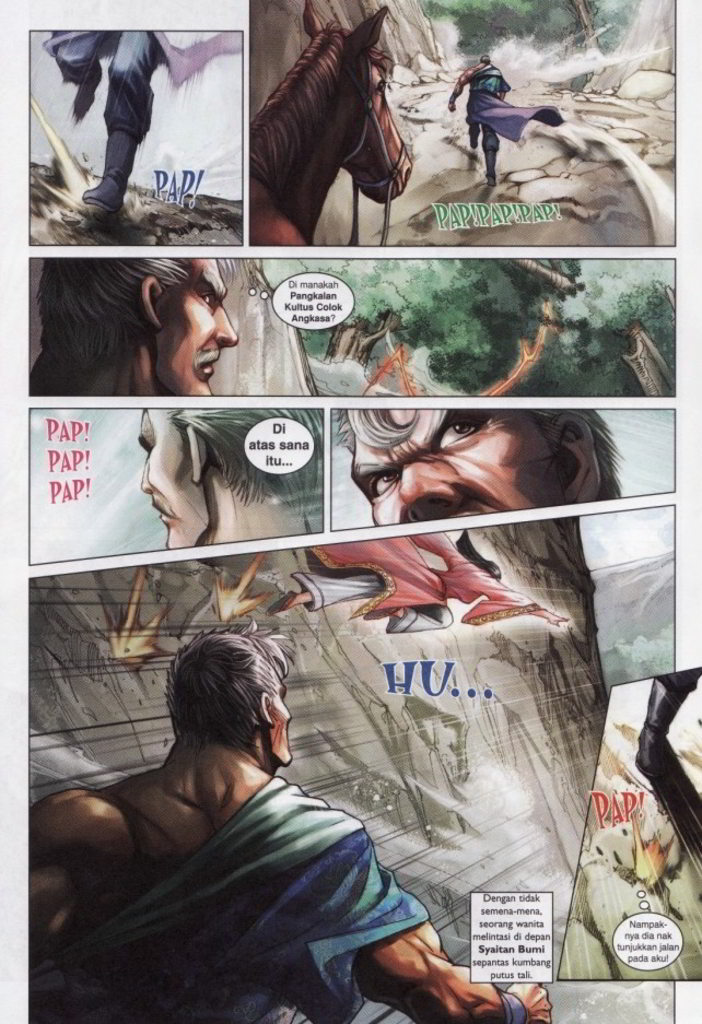 PAP!
PAP!PAP!PAP!
Di manakah
Pangkalan
Kultus Colok
Angkasa?
PAP!
PAP!
PAP!
Di
atas sana
itu...
HU...
PAP!
Dengan tidak
semena-mena,
seorang wanita
melintasi di depan
Syaitan Bumi
sepantas kumbang
putus tali.
Nampak-
nya dia nak
tunjukkan jalan
pada aku!